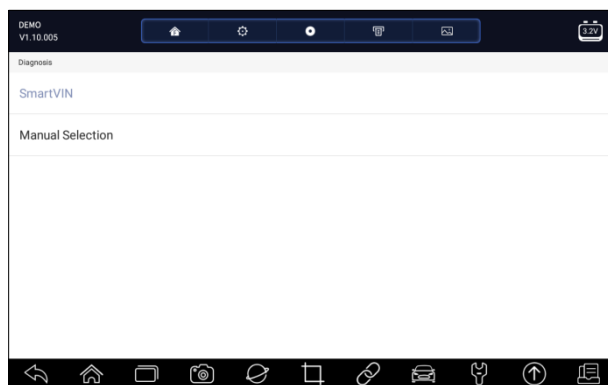 DEMO
V1.10.005
3.2V
Diagnosis
SmartVIN
Manual Selection